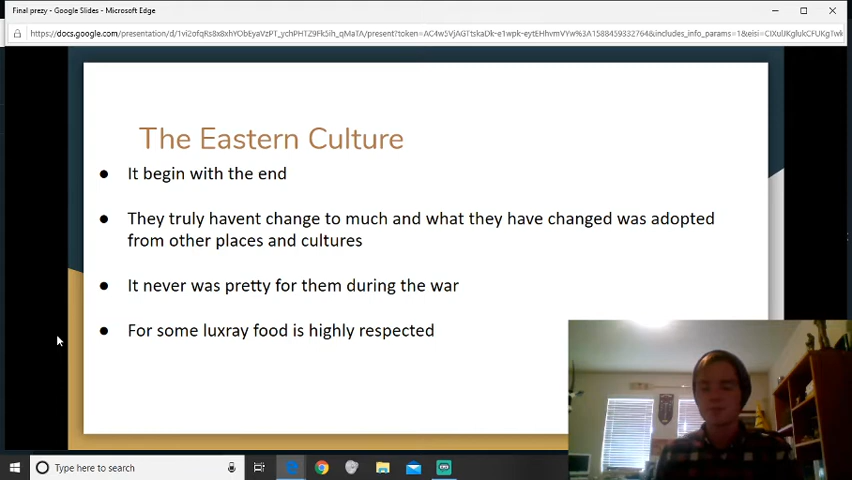 Final prezy - Google Slides - Microsoft Edge
The Eastern Culture
It begin with the end
They truly havent change to much and what they have changed was adopted
from other places and cultures
It never was pretty for them during the war
For some luxray food is highly respected
Type here to search